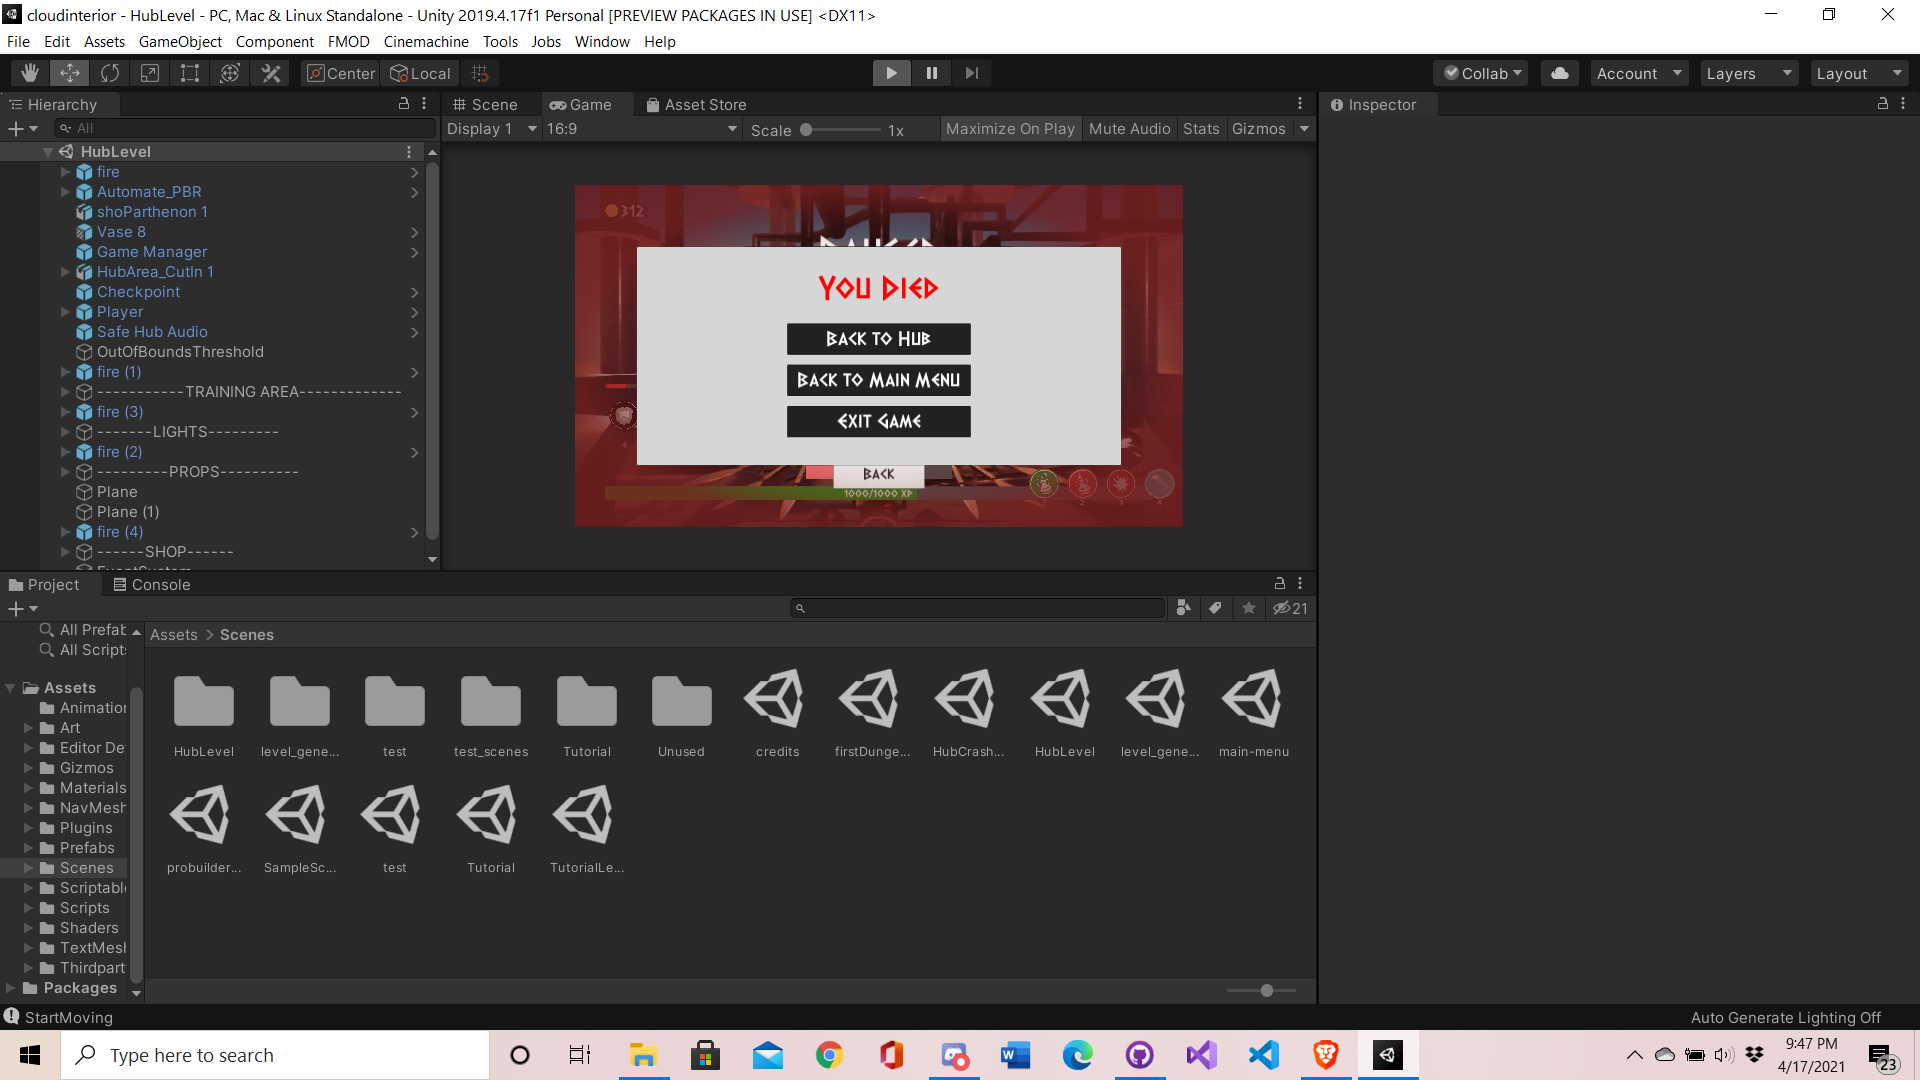 cloudinterior - HubLevel - PC, Mac & Linux Standalone - Unity 2019.4.17f1 Personal [PREVIEW PACKAGES IN USE] <DX11>
File Edit Assets GameObject Component FMOD Cinemachine Tools Jobs Window Help
Center Local Collab Account Layers Layout
Hierarchy
All
HubLevel
fire
Automate_PBR
shoParthenon 1
Vase 8
Game Manager
HubArea_CutIn 1
Checkpoint
Player
Safe Hub Audio
OutOfBoundsThreshold
fire (1)
-----------TRAINING AREA-------------
fire (3)
-------LIGHTS---------
fire (2)
---------PROPS----------
Plane
Plane (1)
fire (4)
------SHOP------
EventSystem
Scene Game Asset Store
Display 1 16:9 Scale 1x Maximize On Play Mute Audio Stats Gizmos
312
You Died
Back to Hub
Back to Main Menu
Exit Game
Back
1000/1000 XP
Inspector
Project Console
21
All Prefab
All Scripts
Assets
Animation
Art
Editor De
Gizmos
Materials
NavMesh
Plugins
Prefabs
Scenes
Scriptabl
Scripts
Shaders
TextMesh
Thirdpart
Packages
Assets > Scenes
HubLevel level_gene... test test_scenes Tutorial Unused credits firstDunge... HubCrash... HubLevel level_gene... main-menu
probuilder... SampleSc... test Tutorial TutorialLe...
StartMoving
Auto Generate Lighting Off
Type here to search
9:47 PM
4/17/2021
23